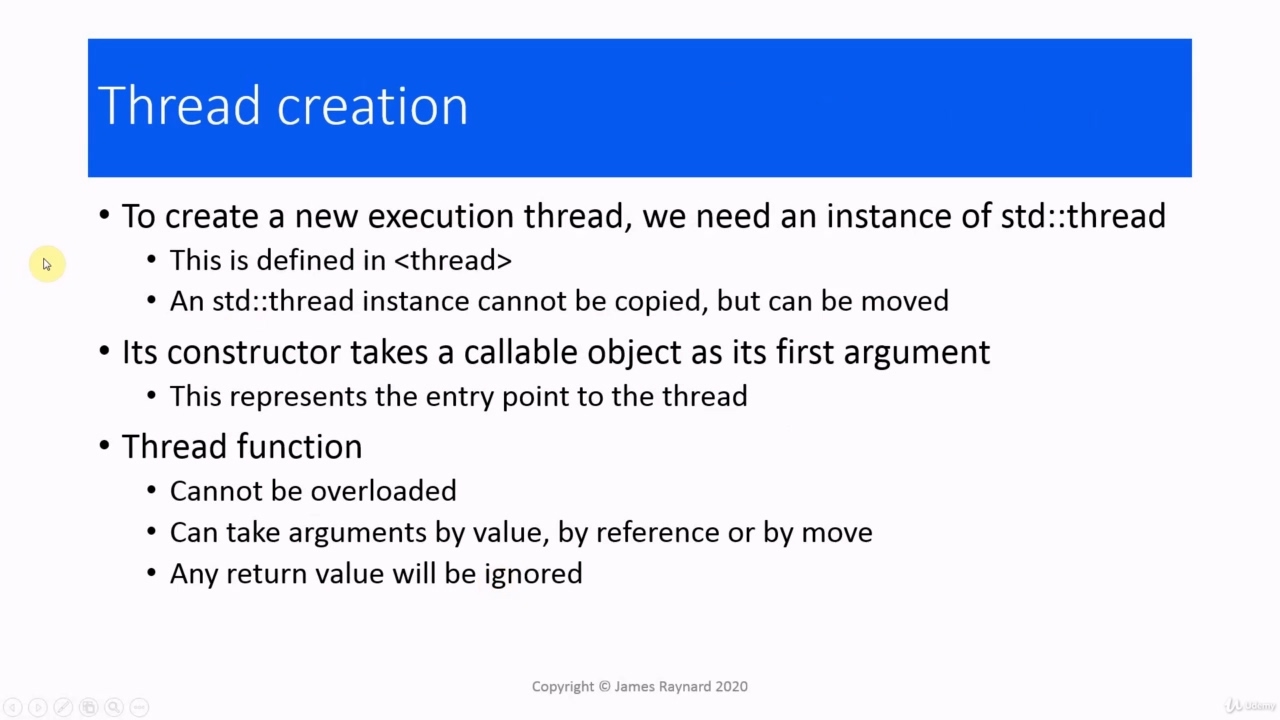 Thread creation
• To create a new execution thread, we need an instance of std::thread
• This is defined in <thread>
• An std::thread instance cannot be copied, but can be moved
• Its constructor takes a callable object as its first argument
• This represents the entry point to the thread
• Thread function
• Cannot be overloaded
• Can take arguments by value, by reference or by move
• Any return value will be ignored
Copyright © James Raynard 2020
Udemy